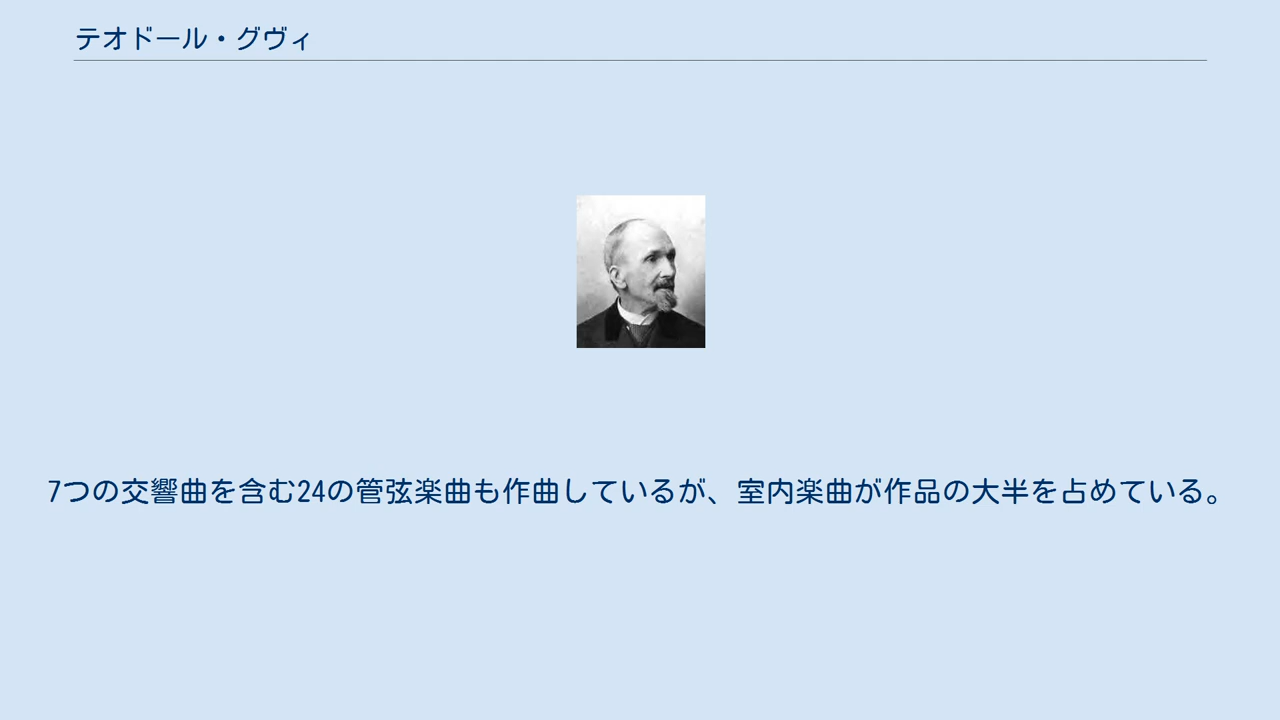 テオドール・グヴィ
7つの交響曲を含む24の管弦楽曲も作曲しているが、室内楽曲が作品の大半を占めている。